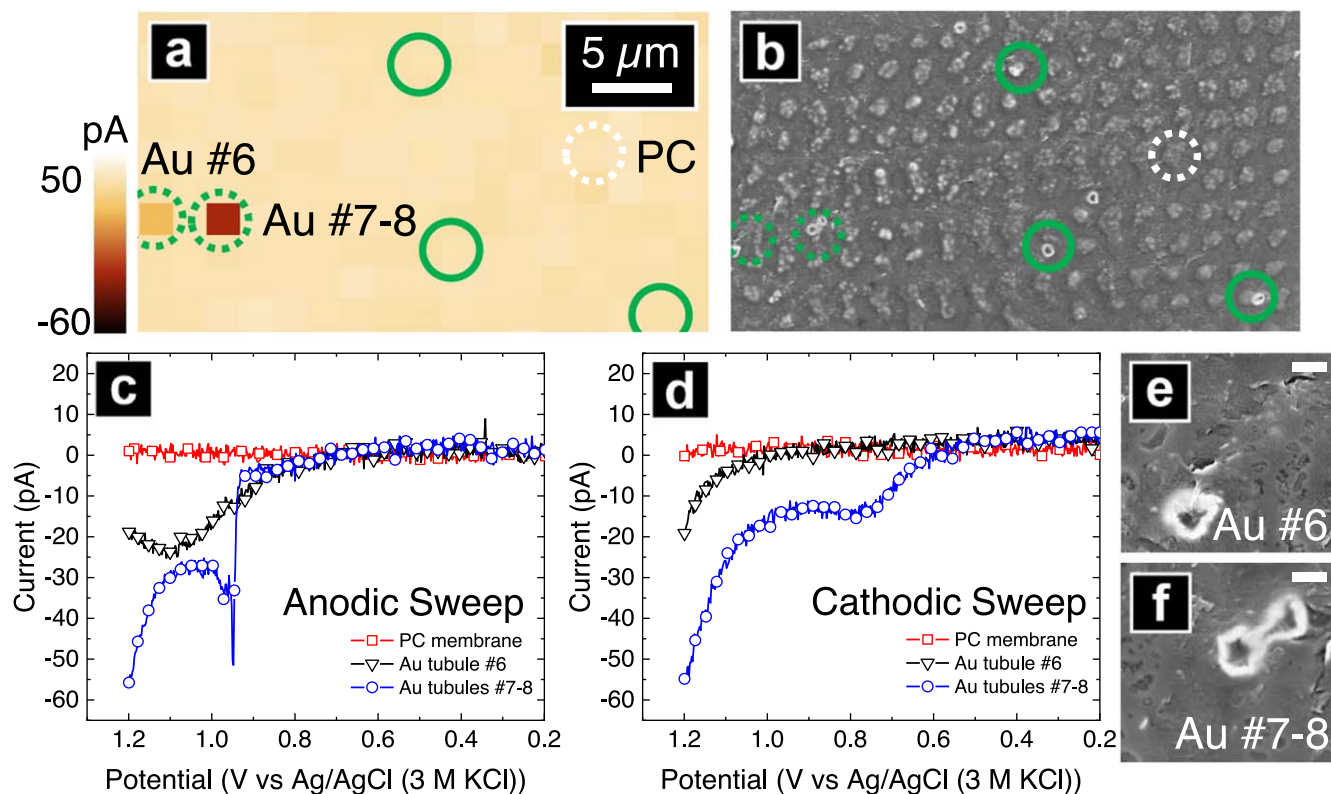 a
5 µm
b
pA
50
-60
Au #6
Au #7-8
PC
c
20
10
0
-10
-20
-30
-40
-50
-60
Current (pA)
Anodic Sweep
PC membrane
Au tubule #6
Au tubules #7-8
1.2 1.0 0.8 0.6 0.4 0.2
Potential (V vs Ag/AgCl (3 M KCl))
d
20
10
0
-10
-20
-30
-40
-50
-60
Current (pA)
Cathodic Sweep
PC membrane
Au tubule #6
Au tubules #7-8
1.2 1.0 0.8 0.6 0.4 0.2
Potential (V vs Ag/AgCl (3 M KCl))
e
Au #6
f
Au #7-8